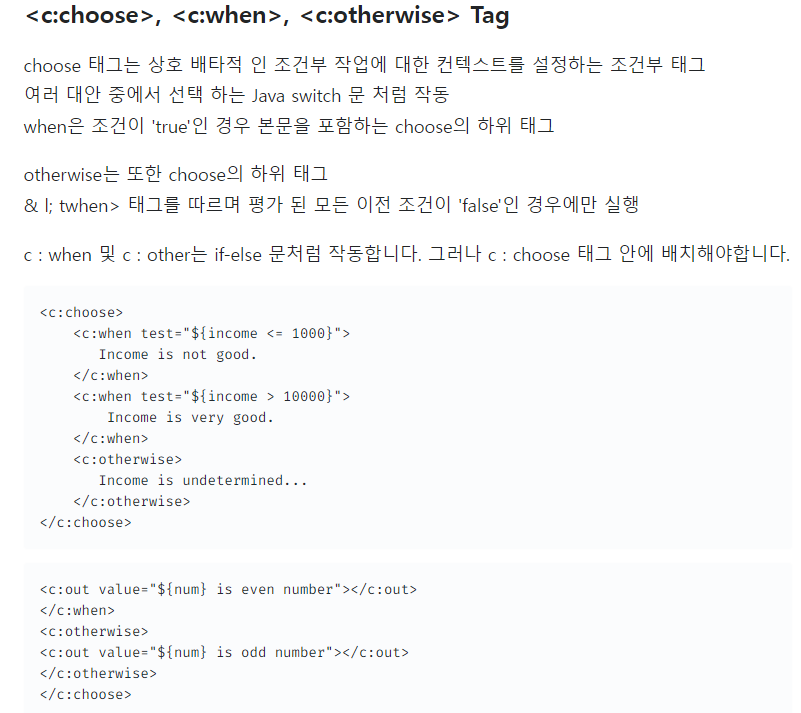 <c:choose>, <c:when>, <c:otherwise> Tag
choose 태그는 상호 배타적 인 조건부 작업에 대한 컨텍스트를 설정하는 조건부 태그
여러 대안 중에서 선택 하는 Java switch 문 처럼 작동
when은 조건이 'true'인 경우 본문을 포함하는 choose의 하위 태그
otherwise는 또한 choose의 하위 태그
& l; twhen> 태그를 따르며 평가 된 모든 이전 조건이 'false'인 경우에만 실행
c : when 및 c : other는 if-else 문처럼 작동합니다. 그러나 c : choose 태그 안에 배치해야합니다.
<c:choose>
    <c:when test="${income <= 1000}">
       Income is not good.
    </c:when>
    <c:when test="${income > 10000}">
        Income is very good.
    </c:when>
    <c:otherwise>
       Income is undetermined...
    </c:otherwise>
</c:choose>
<c:out value="${num} is even number"></c:out>
</c:when>
<c:otherwise>
<c:out value="${num} is odd number"></c:out>
</c:otherwise>
</c:choose>